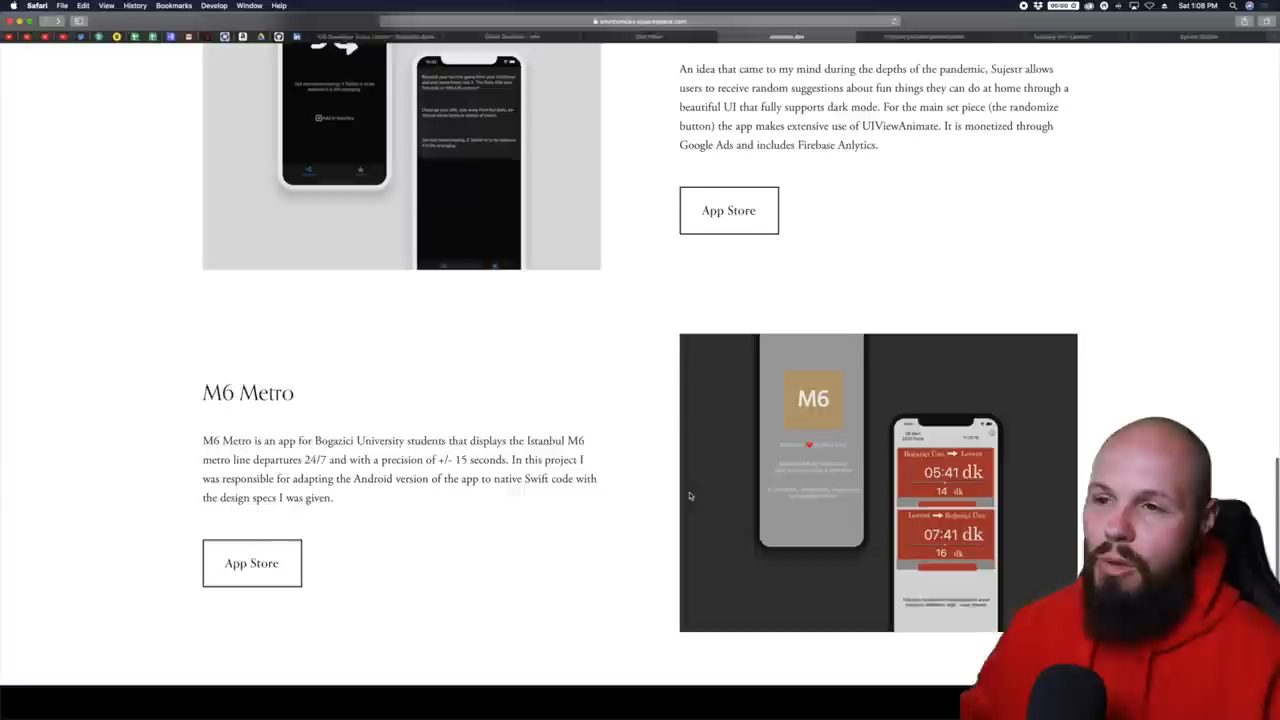 Safari File Edit View History Bookmarks Develop Window Help
Sat 1:08 PM
An idea that came to my mind during the depths of the pandemic, Sujestr allows
users to receive random suggestions about fun things they can do at home through a
beautiful UI that fully supports dark mode. For the main set piece (the randomize
button) the app makes extensive use of UIViewAnimate. It is monetized through
Google Ads and includes Firebase Anlytics.
App Store
M6 Metro
M6 Metro is an app for Bogazici University students that displays the Istanbul M6
metro line departures 24/7 and with a precision of +/- 15 seconds. In this project I
was responsible for adapting the Android version of the app to native Swift code with
the design specs I was given.
App Store
M6
Boğaziçi Ünv. Levent
05:41 dk
14 dk
Levent Boğaziçi Ünv.
07:41 dk
16 dk